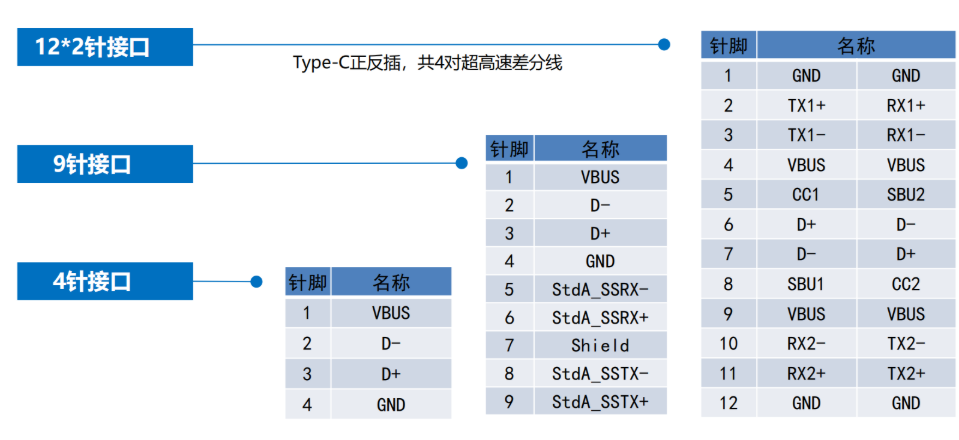 12*2针接口
Type-C正反插，共4对超高速差分线
针脚 名称
1 GND GND
2 TX1+ RX1+
3 TX1- RX1-
4 VBUS VBUS
5 CC1 SBU2
6 D+ D-
7 D- D+
8 SBU1 CC2
9 VBUS VBUS
10 RX2- TX2-
11 RX2+ TX2+
12 GND GND
9针接口
针脚 名称
1 VBUS
2 D-
3 D+
4 GND
5 StdA_SSRX-
6 StdA_SSRX+
7 Shield
8 StdA_SSTX-
9 StdA_SSTX+
4针接口
针脚 名称
1 VBUS
2 D-
3 D+
4 GND